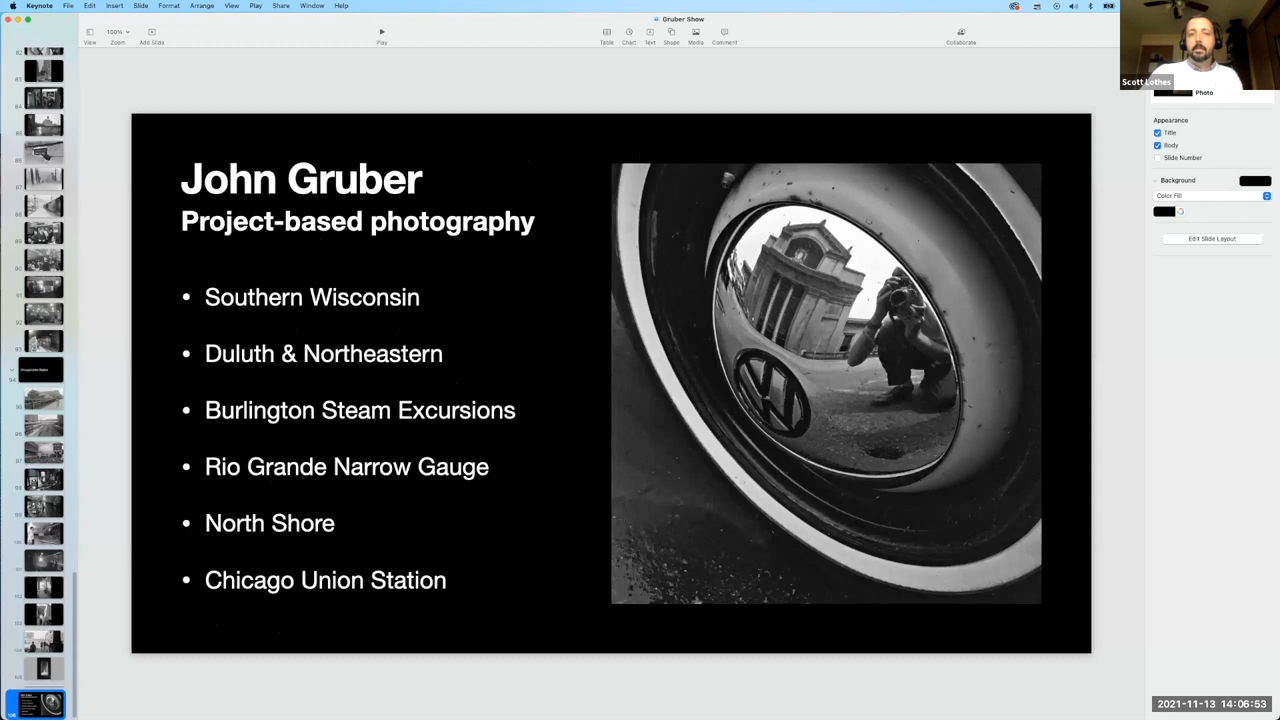 Keynote File Edit Insert Slide Format Arrange View Play Share Window Help
Gruber Show
100%
View Zoom Add Slide Play Table Chart Text Shape Media Comment Collaborate
Scott Lothes
Photo
Appearance
Title
Body
Slide Number
Background
Color Fill
Edit Slide Layout
John Gruber
Project-based photography
• Southern Wisconsin
• Duluth & Northeastern
• Burlington Steam Excursions
• Rio Grande Narrow Gauge
• North Shore
• Chicago Union Station
2021-11-13 14:06:53